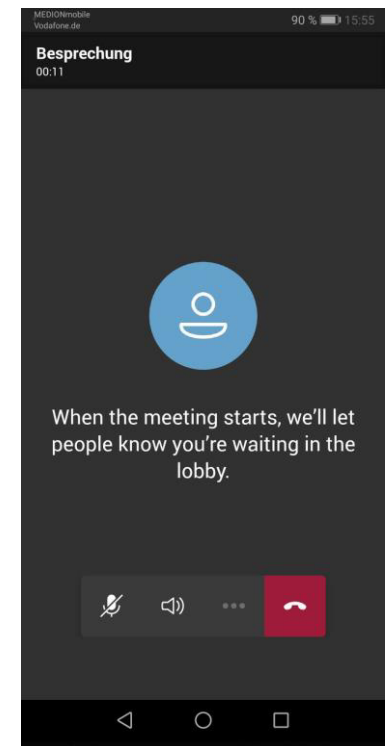 MEDIONmobile
Vodafone.de
90 % 15:55
Besprechung
00:11
When the meeting starts, we'll let
people know you're waiting in the
lobby.